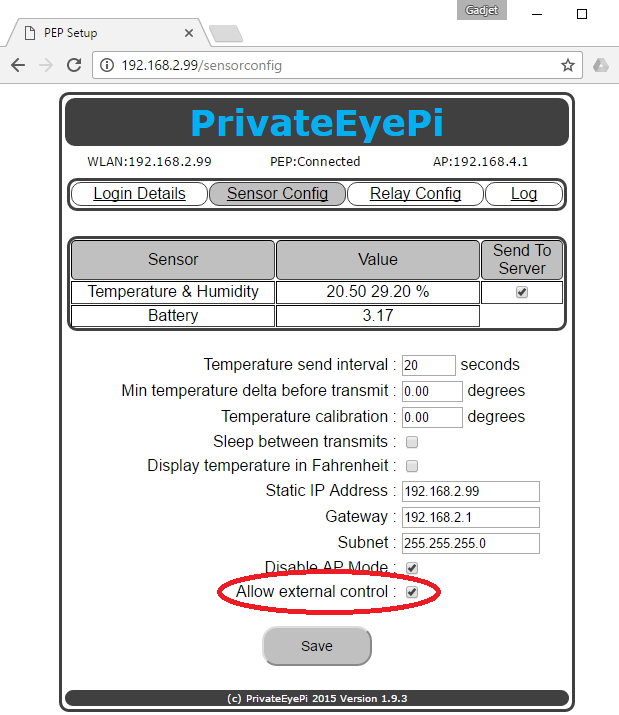 Gadjet
PEP Setup
192.168.2.99/sensorconfig
PrivateEyePi
WLAN:192.168.2.99 PEP:Connected AP:192.168.4.1
Login Details Sensor Config Relay Config Log
Sensor Value Send To Server
Temperature & Humidity 20.50 29.20 %
Battery 3.17
Temperature send interval : 20 seconds
Min temperature delta before transmit : 0.00 degrees
Temperature calibration : 0.00 degrees
Sleep between transmits :
Display temperature in Fahrenheit :
Static IP Address : 192.168.2.99
Gateway : 192.168.2.1
Subnet : 255.255.255.0
Disable AP Mode :
Allow external control :
Save
(c) PrivateEyePi 2015 Version 1.9.3